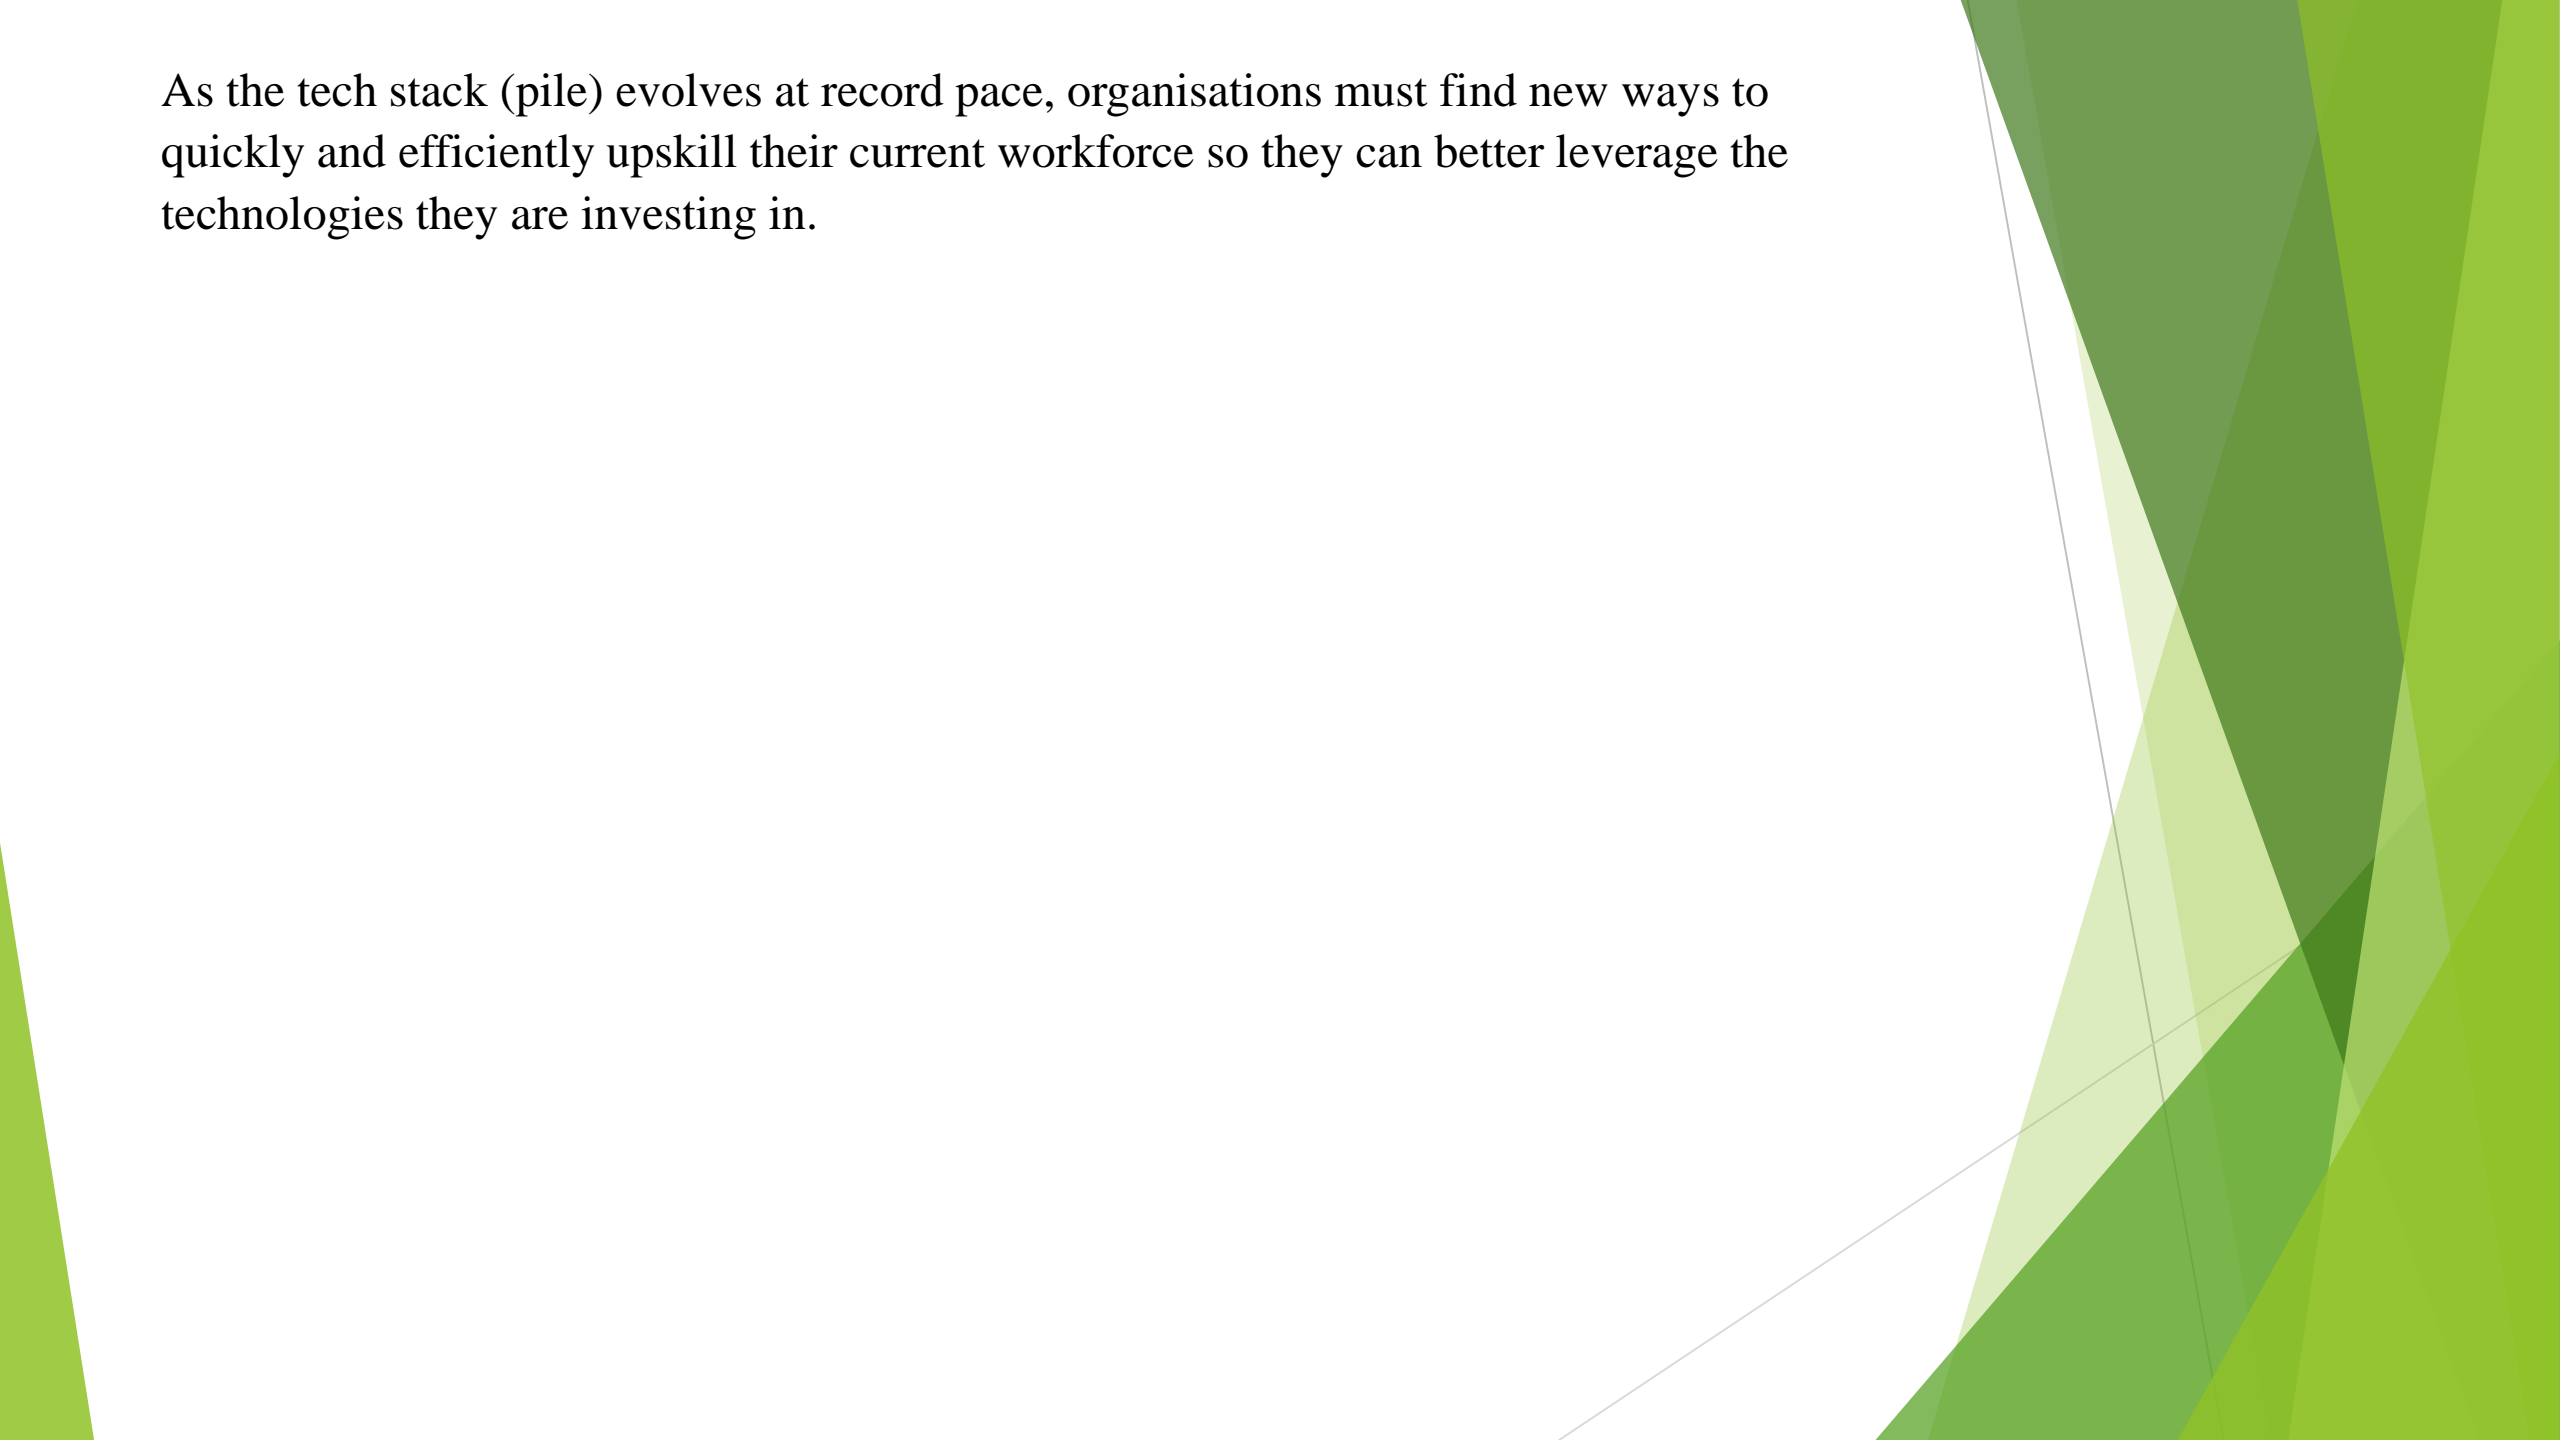 As the tech stack (pile) evolves at record pace, organisations must find new ways to
quickly and efficiently upskill their current workforce so they can better leverage the
technologies they are investing in.